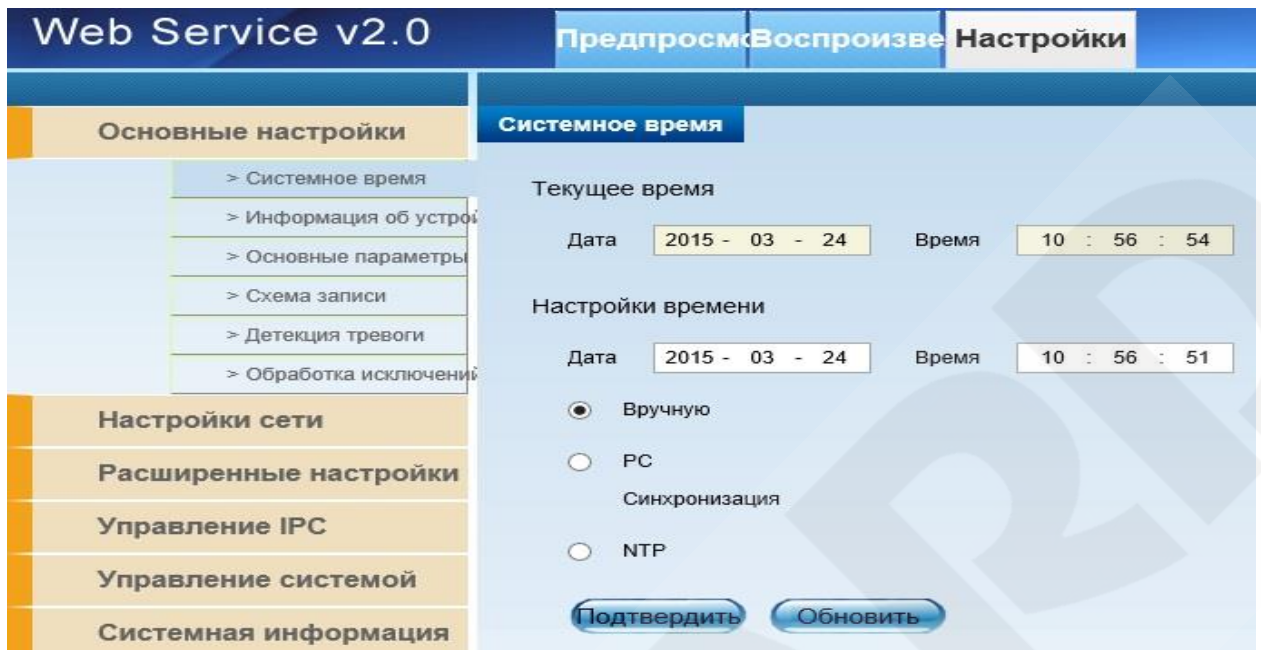 Web Service v2.0
Предпросмо Воспроизве Настройки
Основные настройки
> Системное время
> Информация об устрой
> Основные параметры
> Схема записи
> Детекция тревоги
> Обработка исключений
Настройки сети
Расширенные настройки
Управление IPC
Управление системой
Системная информация
Системное время
Текущее время
Дата 2015 - 03 - 24 Время 10 : 56 : 54
Настройки времени
Дата 2015 - 03 - 24 Время 10 : 56 : 51
Вручную
PC
Синхронизация
NTP
Подтвердить Обновить